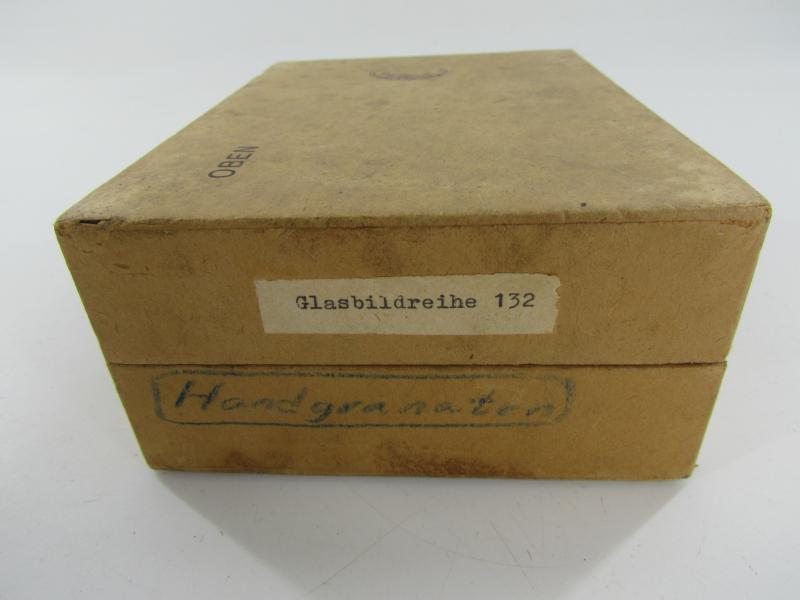 OBEN
Glasbildreihe 132
Handgranaten